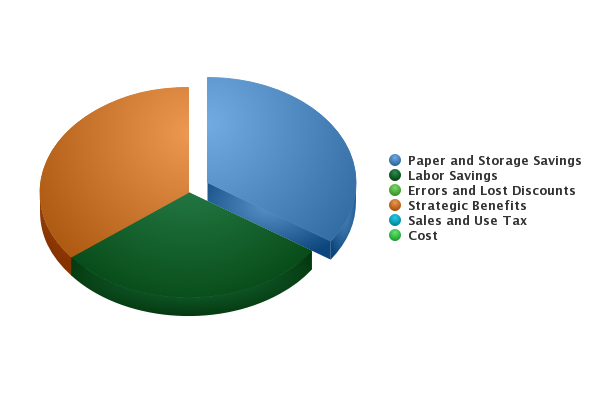 Paper and Storage Savings
Labor Savings
Errors and Lost Discounts
Strategic Benefits
Sales and Use Tax
Cost